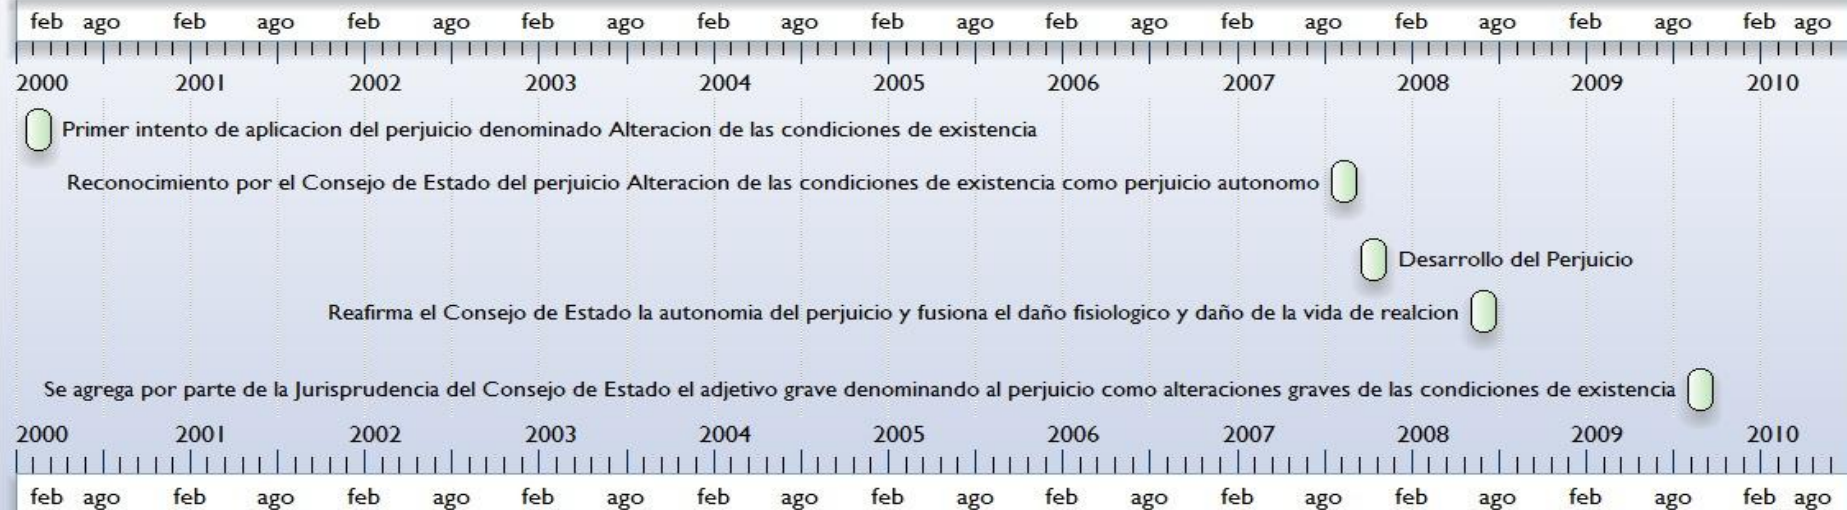 feb ago feb ago feb ago feb ago feb ago feb ago feb ago feb ago feb ago feb ago feb ago
2000 2001 2002 2003 2004 2005 2006 2007 2008 2009 2010
Primer intento de aplicacion del perjuicio denominado Alteracion de las condiciones de existencia
Reconocimiento por el Consejo de Estado del perjuicio Alteracion de las condiciones de existencia como perjuicio autonomo
Desarrollo del Perjuicio
Reafirma el Consejo de Estado la autonomia del perjuicio y fusiona el daño fisiologico y daño de la vida de realcion
Se agrega por parte de la Jurisprudencia del Consejo de Estado el adjetivo grave denominando al perjuicio como alteraciones graves de las condiciones de existencia
2000 2001 2002 2003 2004 2005 2006 2007 2008 2009 2010
feb ago feb ago feb ago feb ago feb ago feb ago feb ago feb ago feb ago feb ago feb ago